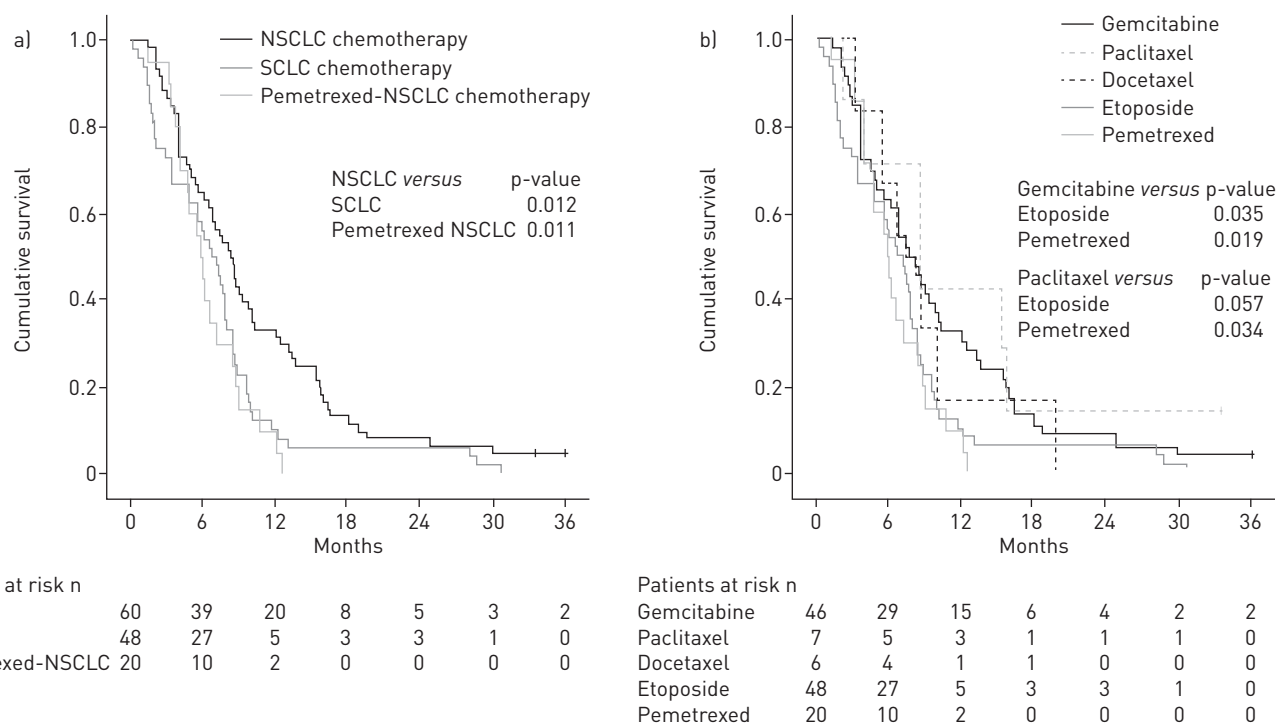 a)
NSCLC chemotherapy
SCLC chemotherapy
Pemetrexed-NSCLC chemotherapy
NSCLC versus p-value
SCLC 0.012
Pemetrexed NSCLC 0.011
Cumulative survival
1.0
0.8
0.6
0.4
0.2
0
0 6 12 18 24 30 36
Months
at risk n
60 39 20 8 5 3 2
48 27 5 3 3 1 0
exed-NSCLC 20 10 2 0 0 0 0
b)
Gemcitabine
Paclitaxel
Docetaxel
Etoposide
Pemetrexed
Gemcitabine versus p-value
Etoposide 0.035
Pemetrexed 0.019
Paclitaxel versus p-value
Etoposide 0.057
Pemetrexed 0.034
Cumulative survival
1.0
0.8
0.6
0.4
0.2
0
0 6 12 18 24 30 36
Months
Patients at risk n
Gemcitabine 46 29 15 6 4 2 2
Paclitaxel 7 5 3 1 1 1 0
Docetaxel 6 4 1 1 0 0 0
Etoposide 48 27 5 3 3 1 0
Pemetrexed 20 10 2 0 0 0 0